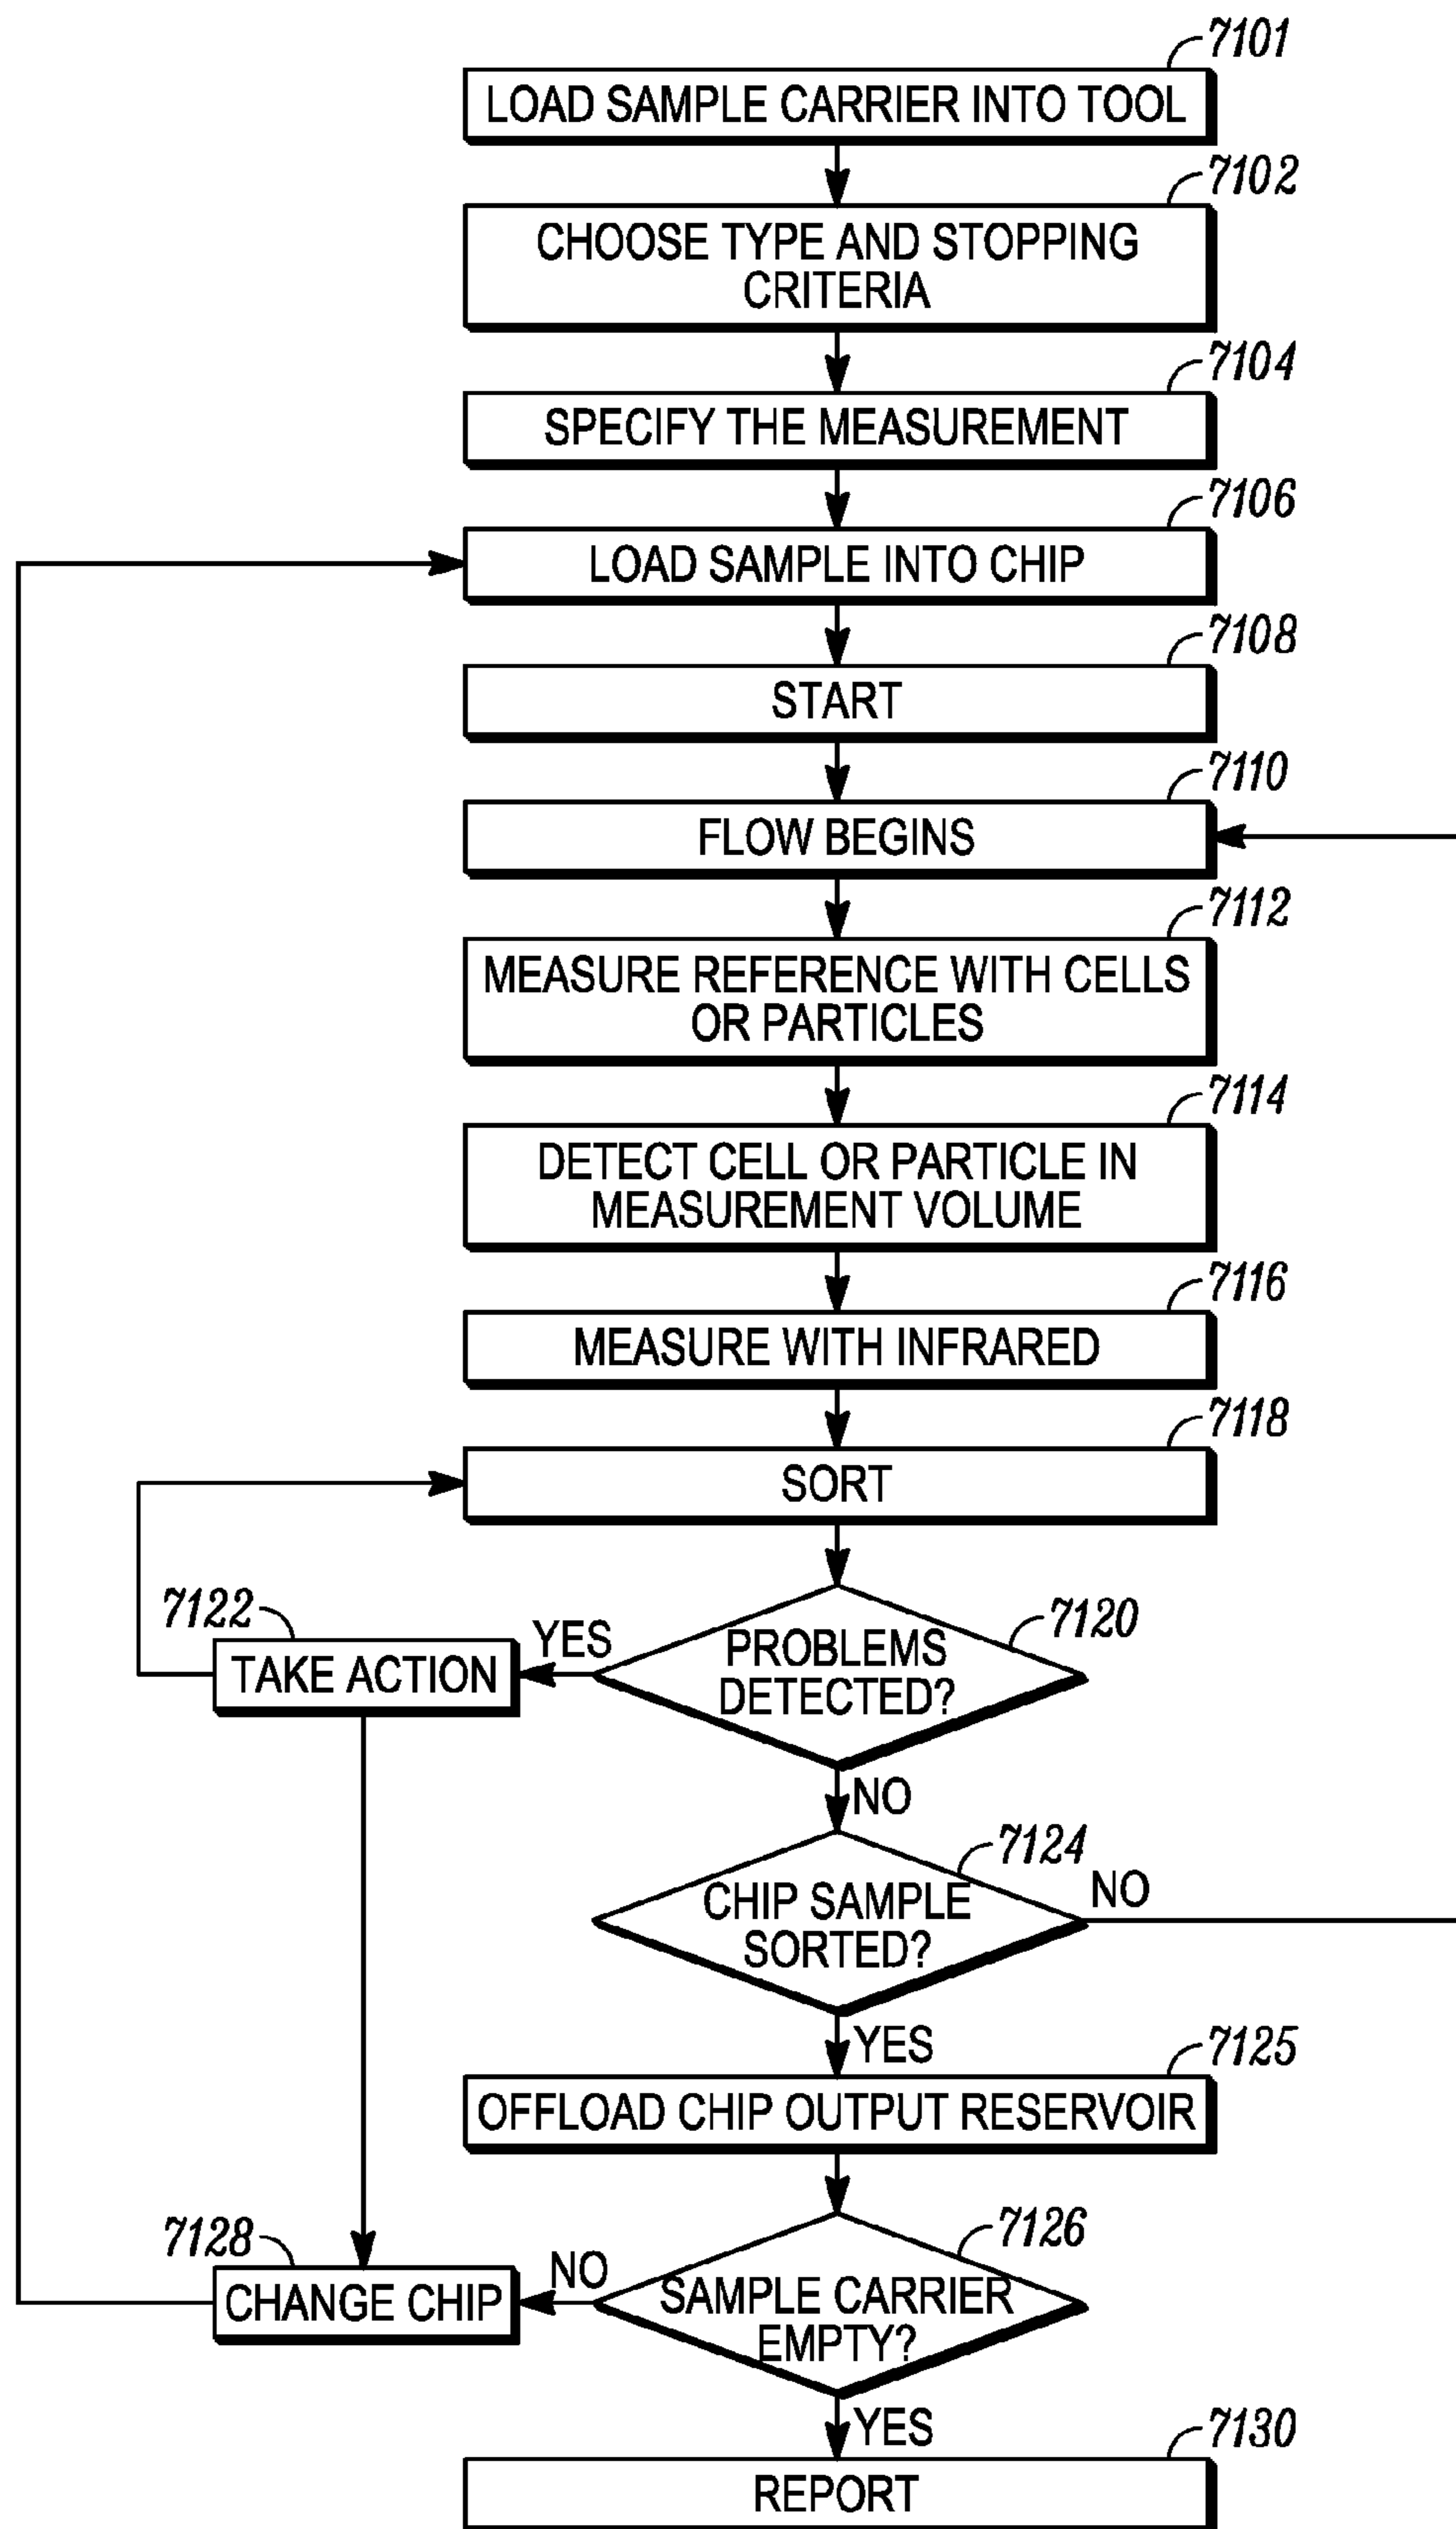 7101
LOAD SAMPLE CARRIER INTO TOOL
7102
CHOOSE TYPE AND STOPPING
CRITERIA
7104
SPECIFY THE MEASUREMENT
7106
LOAD SAMPLE INTO CHIP
7108
START
7110
FLOW BEGINS
7112
MEASURE REFERENCE WITH CELLS
OR PARTICLES
7114
DETECT CELL OR PARTICLE IN
MEASUREMENT VOLUME
7116
MEASURE WITH INFRARED
7118
SORT
7122
TAKE ACTION
YES
7120
PROBLEMS
DETECTED?
NO
7124
CHIP SAMPLE
SORTED?
NO
YES
7125
OFFLOAD CHIP OUTPUT RESERVOIR
7128
CHANGE CHIP
NO
7126
SAMPLE CARRIER
EMPTY?
YES
7130
REPORT